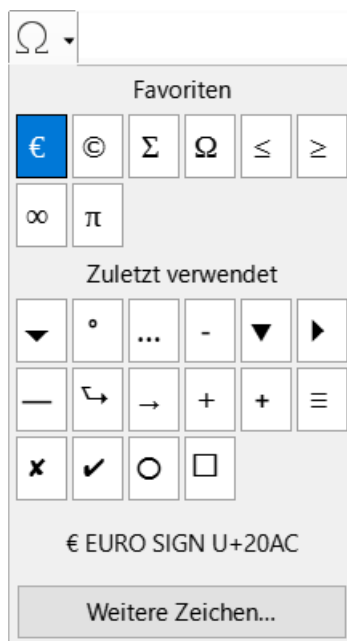 Ω
Favoriten
€ © Σ Ω ≤ ≥
∞ π
Zuletzt verwendet
° … - ▼
— → + + ≡
✘ ✔ ○ □
€ EURO SIGN U+20AC
Weitere Zeichen...